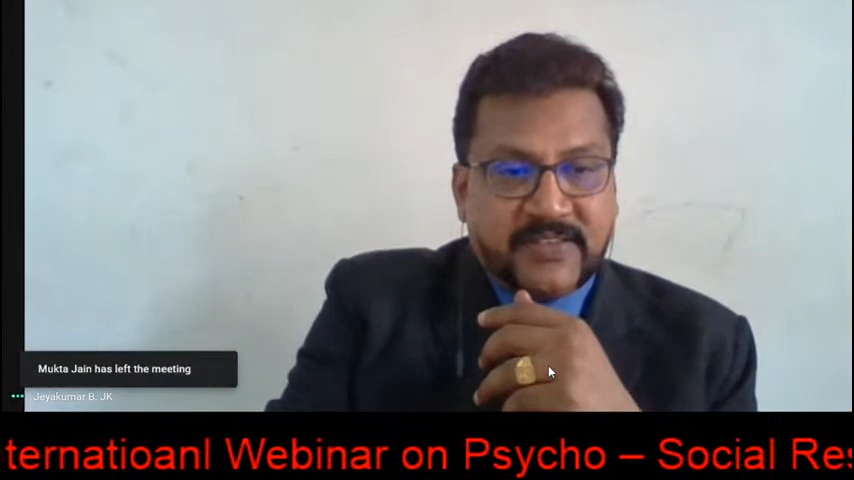 Mukta Jain has left the meeting
Jeyakumar B. JK
ternatioanl Webinar on Psycho – Social Res